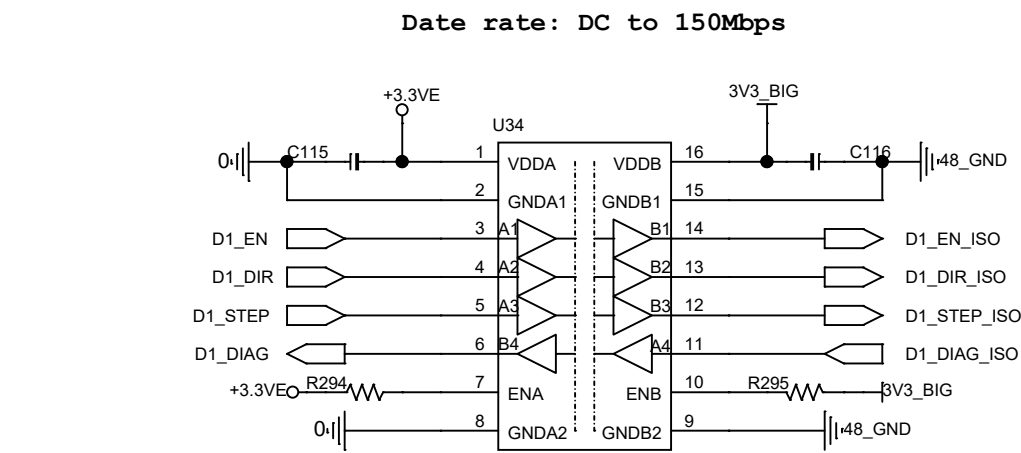 Date rate: DC to 150Mbps
+3.3VE 3V3_BIG
U34
0 C115 1 VDDA VDDB 16 C116 48_GND
2 GNDA1 GNDB1 15
D1_EN 3 A1 B1 14 D1_EN_ISO
D1_DIR 4 A2 B2 13 D1_DIR_ISO
D1_STEP 5 A3 B3 12 D1_STEP_ISO
D1_DIAG 6 B4 A4 11 D1_DIAG_ISO
+3.3VE R294 7 ENA ENB 10 R295 3V3_BIG
0 8 GNDA2 GNDB2 9 48_GND